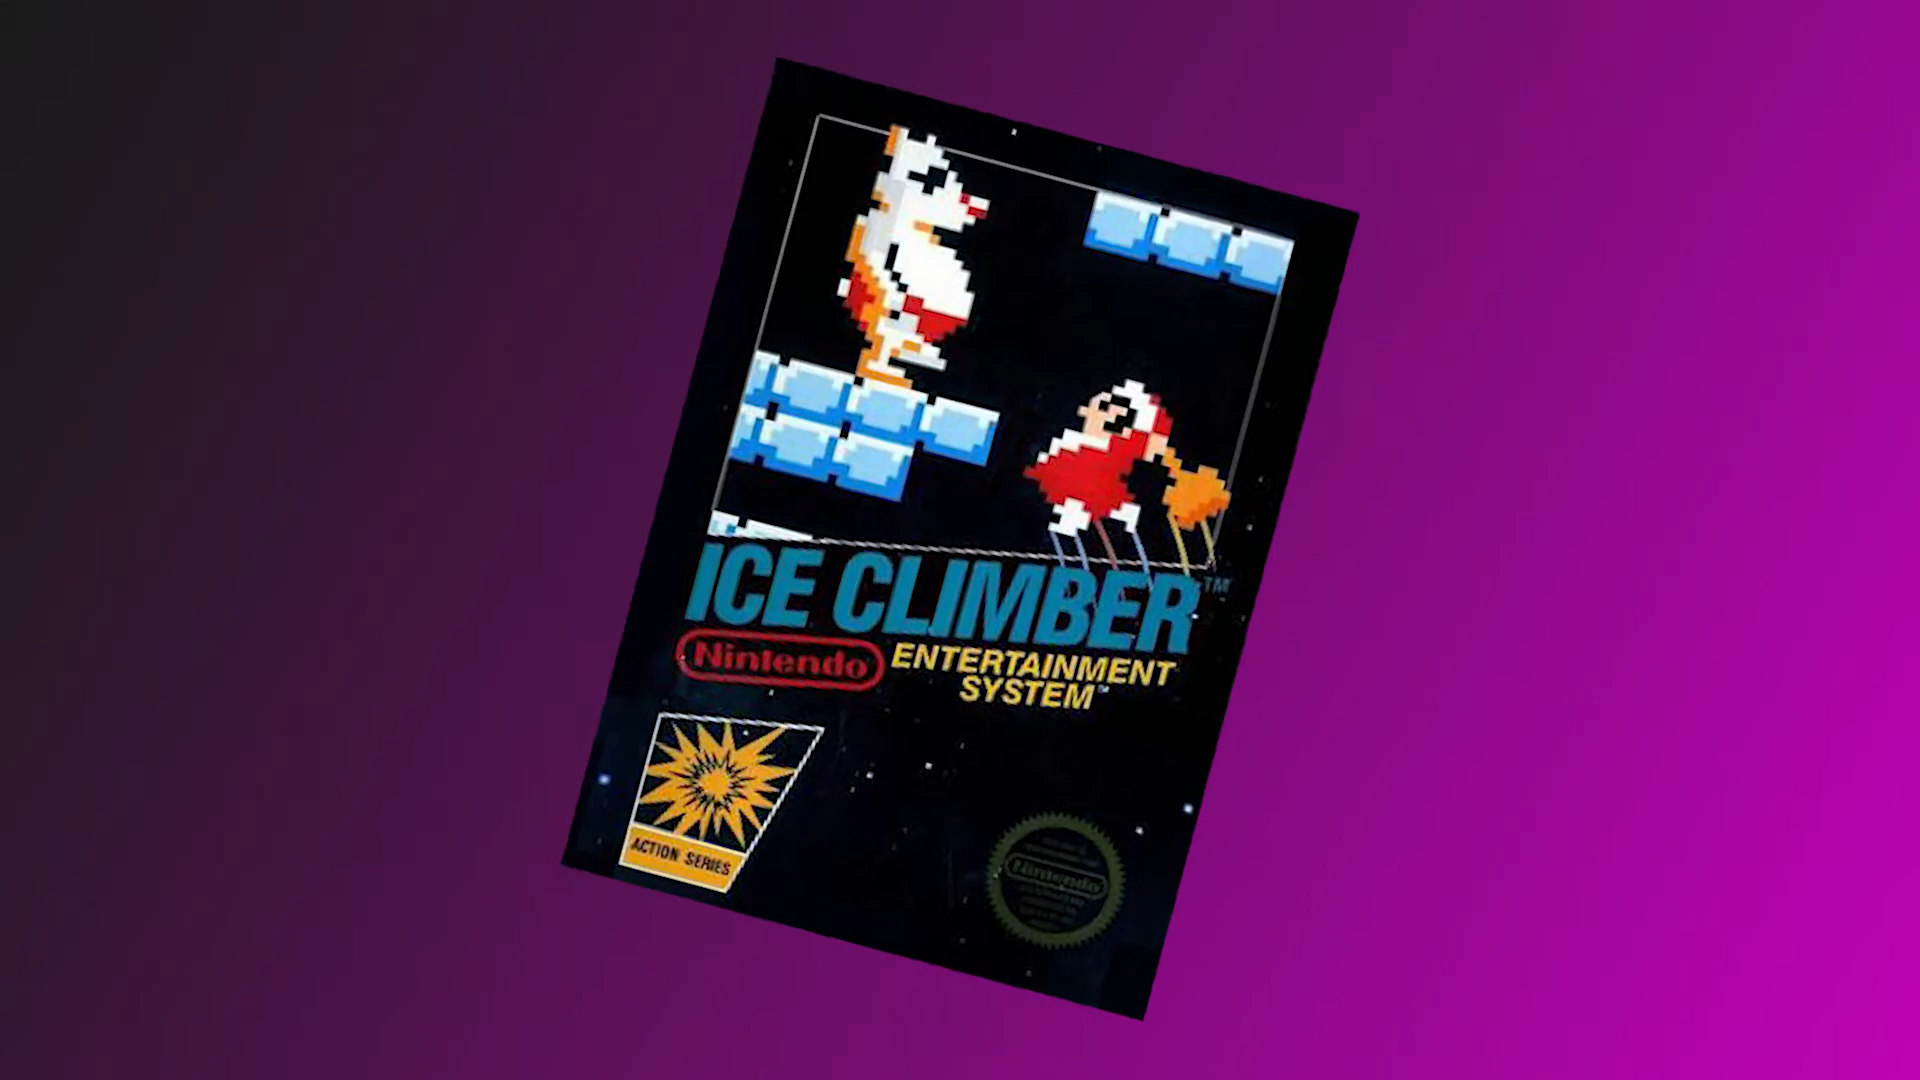 ICE CLIMBER™
Nintendo ENTERTAINMENT
SYSTEM™
ACTION SERIES
Nintendo